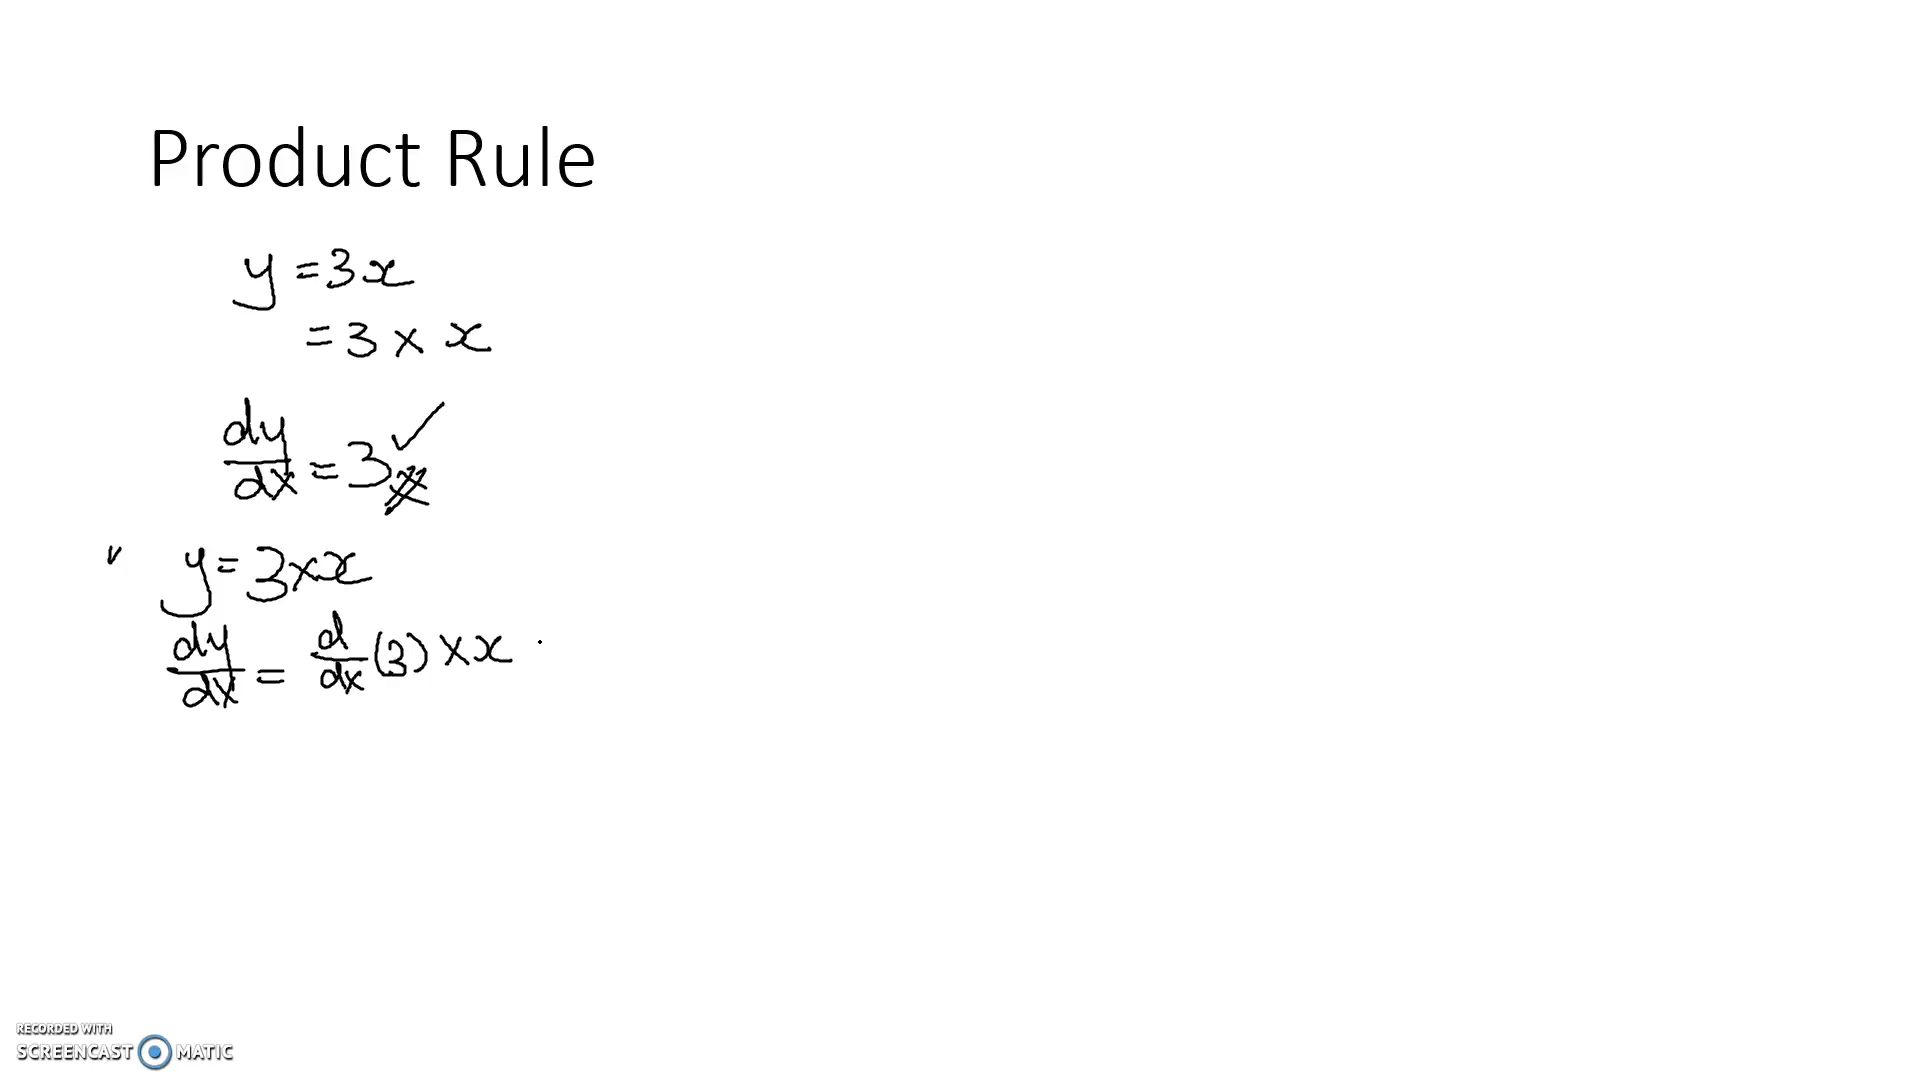 Product Rule
y = 3x
= 3 × x
dy/dx = 3
y = 3 × x
dy/dx = d/dx (3) × x
RECORDED WITH
SCREENCAST MATIC